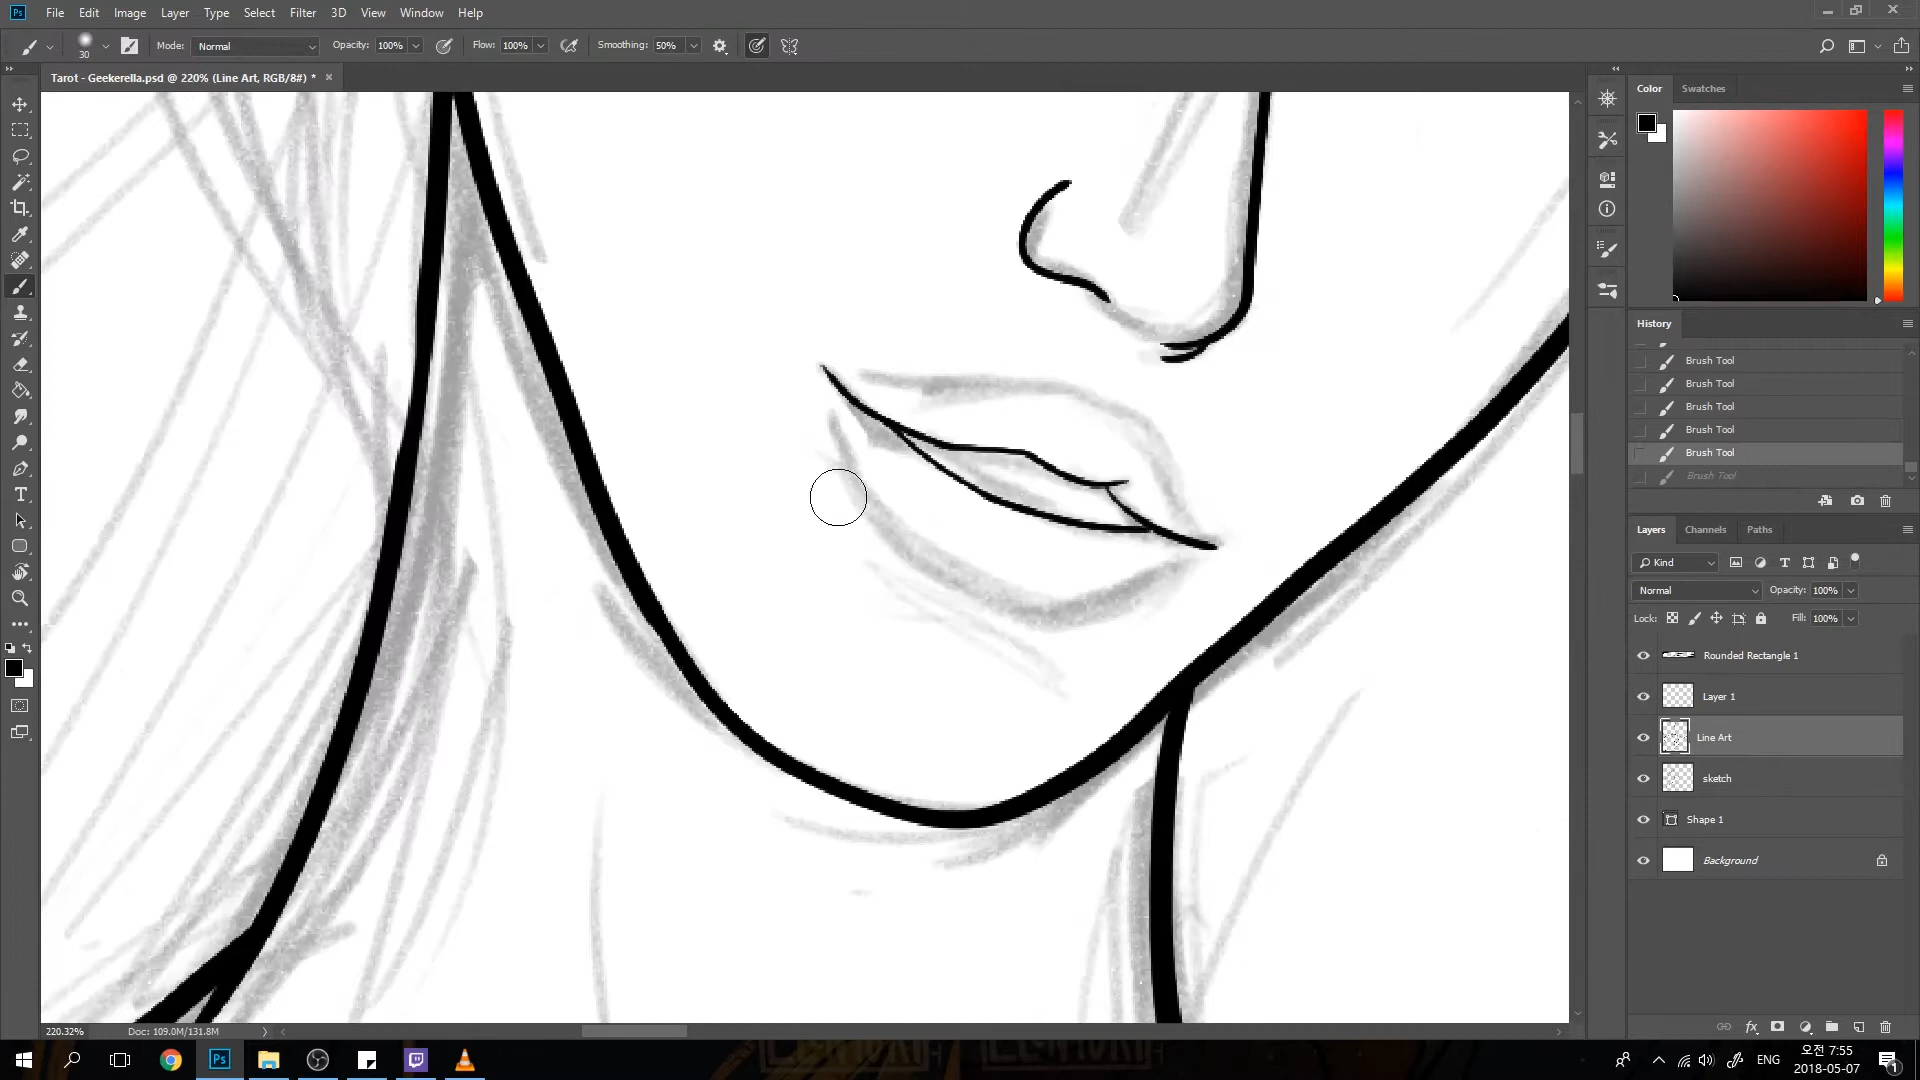 Ps File Edit Image Layer Type Select Filter 3D View Window Help
30 Mode: Normal Opacity: 100% Flow: 100% Smoothing: 50%
Tarot - Geekerella.psd @ 220% (Line Art, RGB/8#) * ×
Color Swatches
History
Brush Tool
Brush Tool
Brush Tool
Brush Tool
Brush Tool
Brush Tool
Layers Channels Paths
Kind
Normal Opacity: 100%
Lock: Fill: 100%
Rounded Rectangle 1
Layer 1
Line Art
sketch
Shape 1
Background
220.32% Doc: 109.0M/131.8M
Ps ENG 오전 7:55
2018-05-07 1